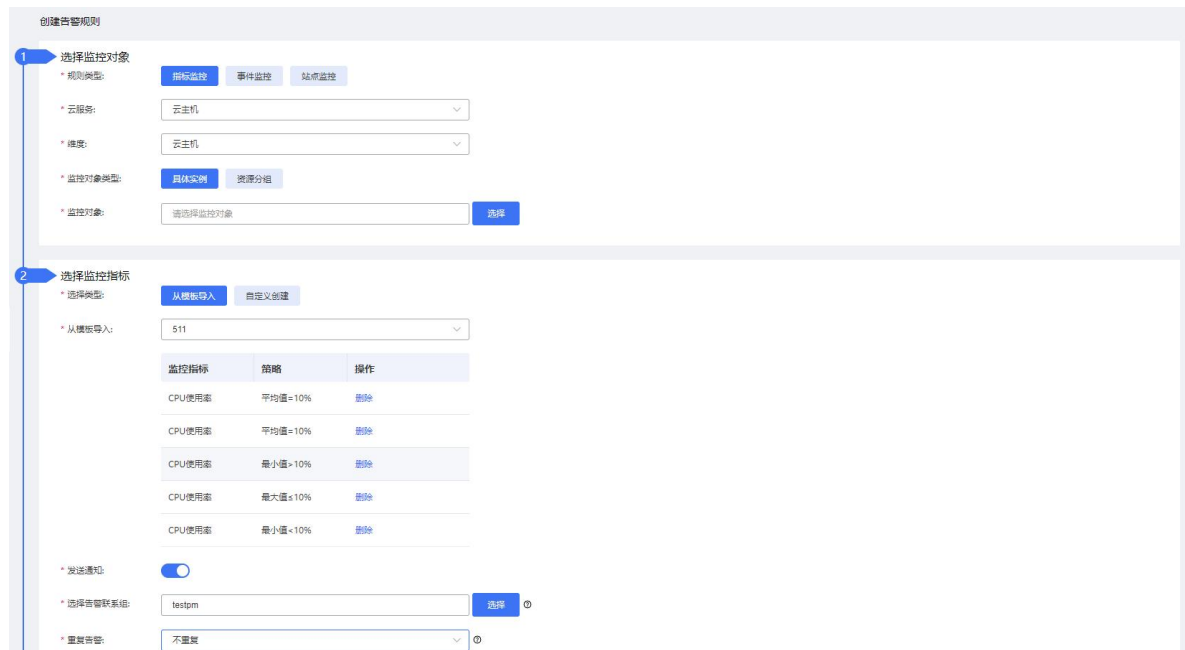 创建告警规则
1 选择监控对象
* 规则类型: 指标监控 事件监控 站点监控
* 云服务: 云主机
* 维度: 云主机
* 监控对象类型: 具体实例 资源分组
* 监控对象: 请选择监控对象 选择
2 选择监控指标
* 选择类型: 从模板导入 自定义创建
* 从模板导入: 511
监控指标 策略 操作
CPU使用率 平均值=10% 删除
CPU使用率 平均值=10% 删除
CPU使用率 最小值>10% 删除
CPU使用率 最大值≤10% 删除
CPU使用率 最小值<10% 删除
* 发送通知:
* 选择告警联系组: testpm 选择 ?
* 重复告警: 不重复 ?